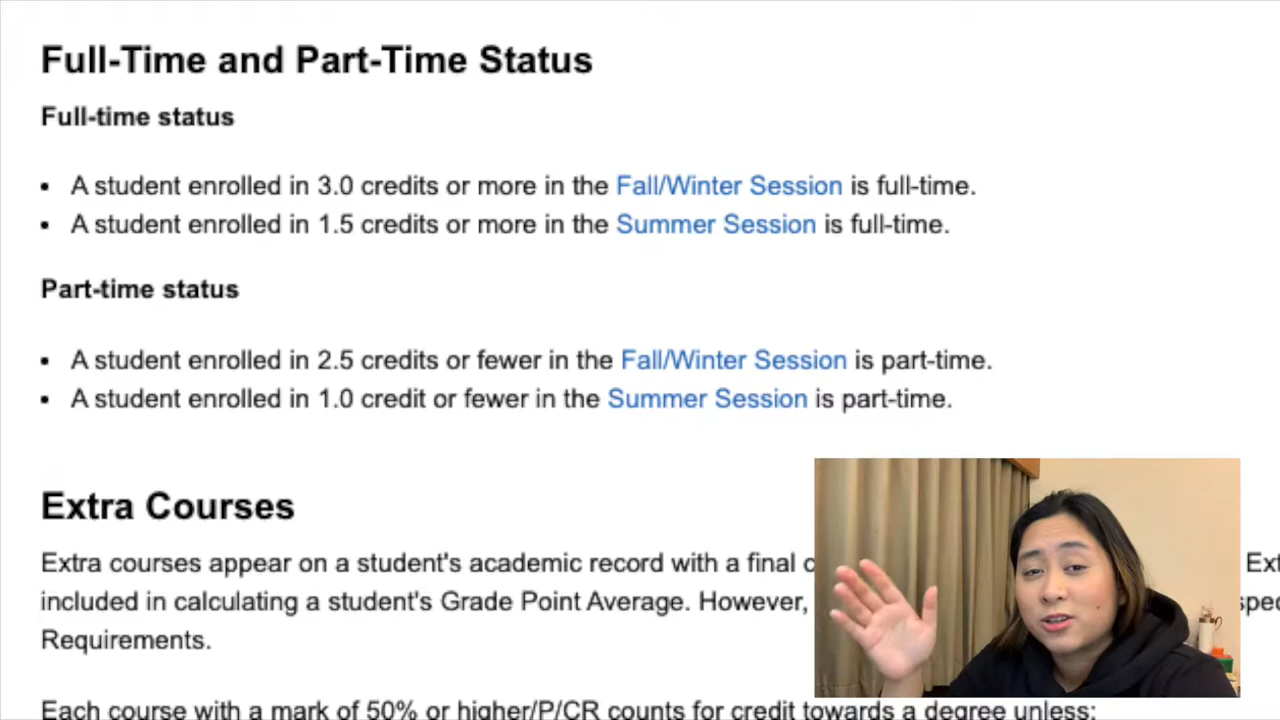 Full-Time and Part-Time Status
Full-time status
▪ A student enrolled in 3.0 credits or more in the Fall/Winter Session is full-time.
▪ A student enrolled in 1.5 credits or more in the Summer Session is full-time.
Part-time status
▪ A student enrolled in 2.5 credits or fewer in the Fall/Winter Session is part-time.
▪ A student enrolled in 1.0 credit or fewer in the Summer Session is part-time.
Extra Courses
Extra courses appear on a student's academic record with a final
included in calculating a student's Grade Point Average. However,
Requirements.
Each course with a mark of 50% or higher/P/CR counts for credit towards a degree unless: